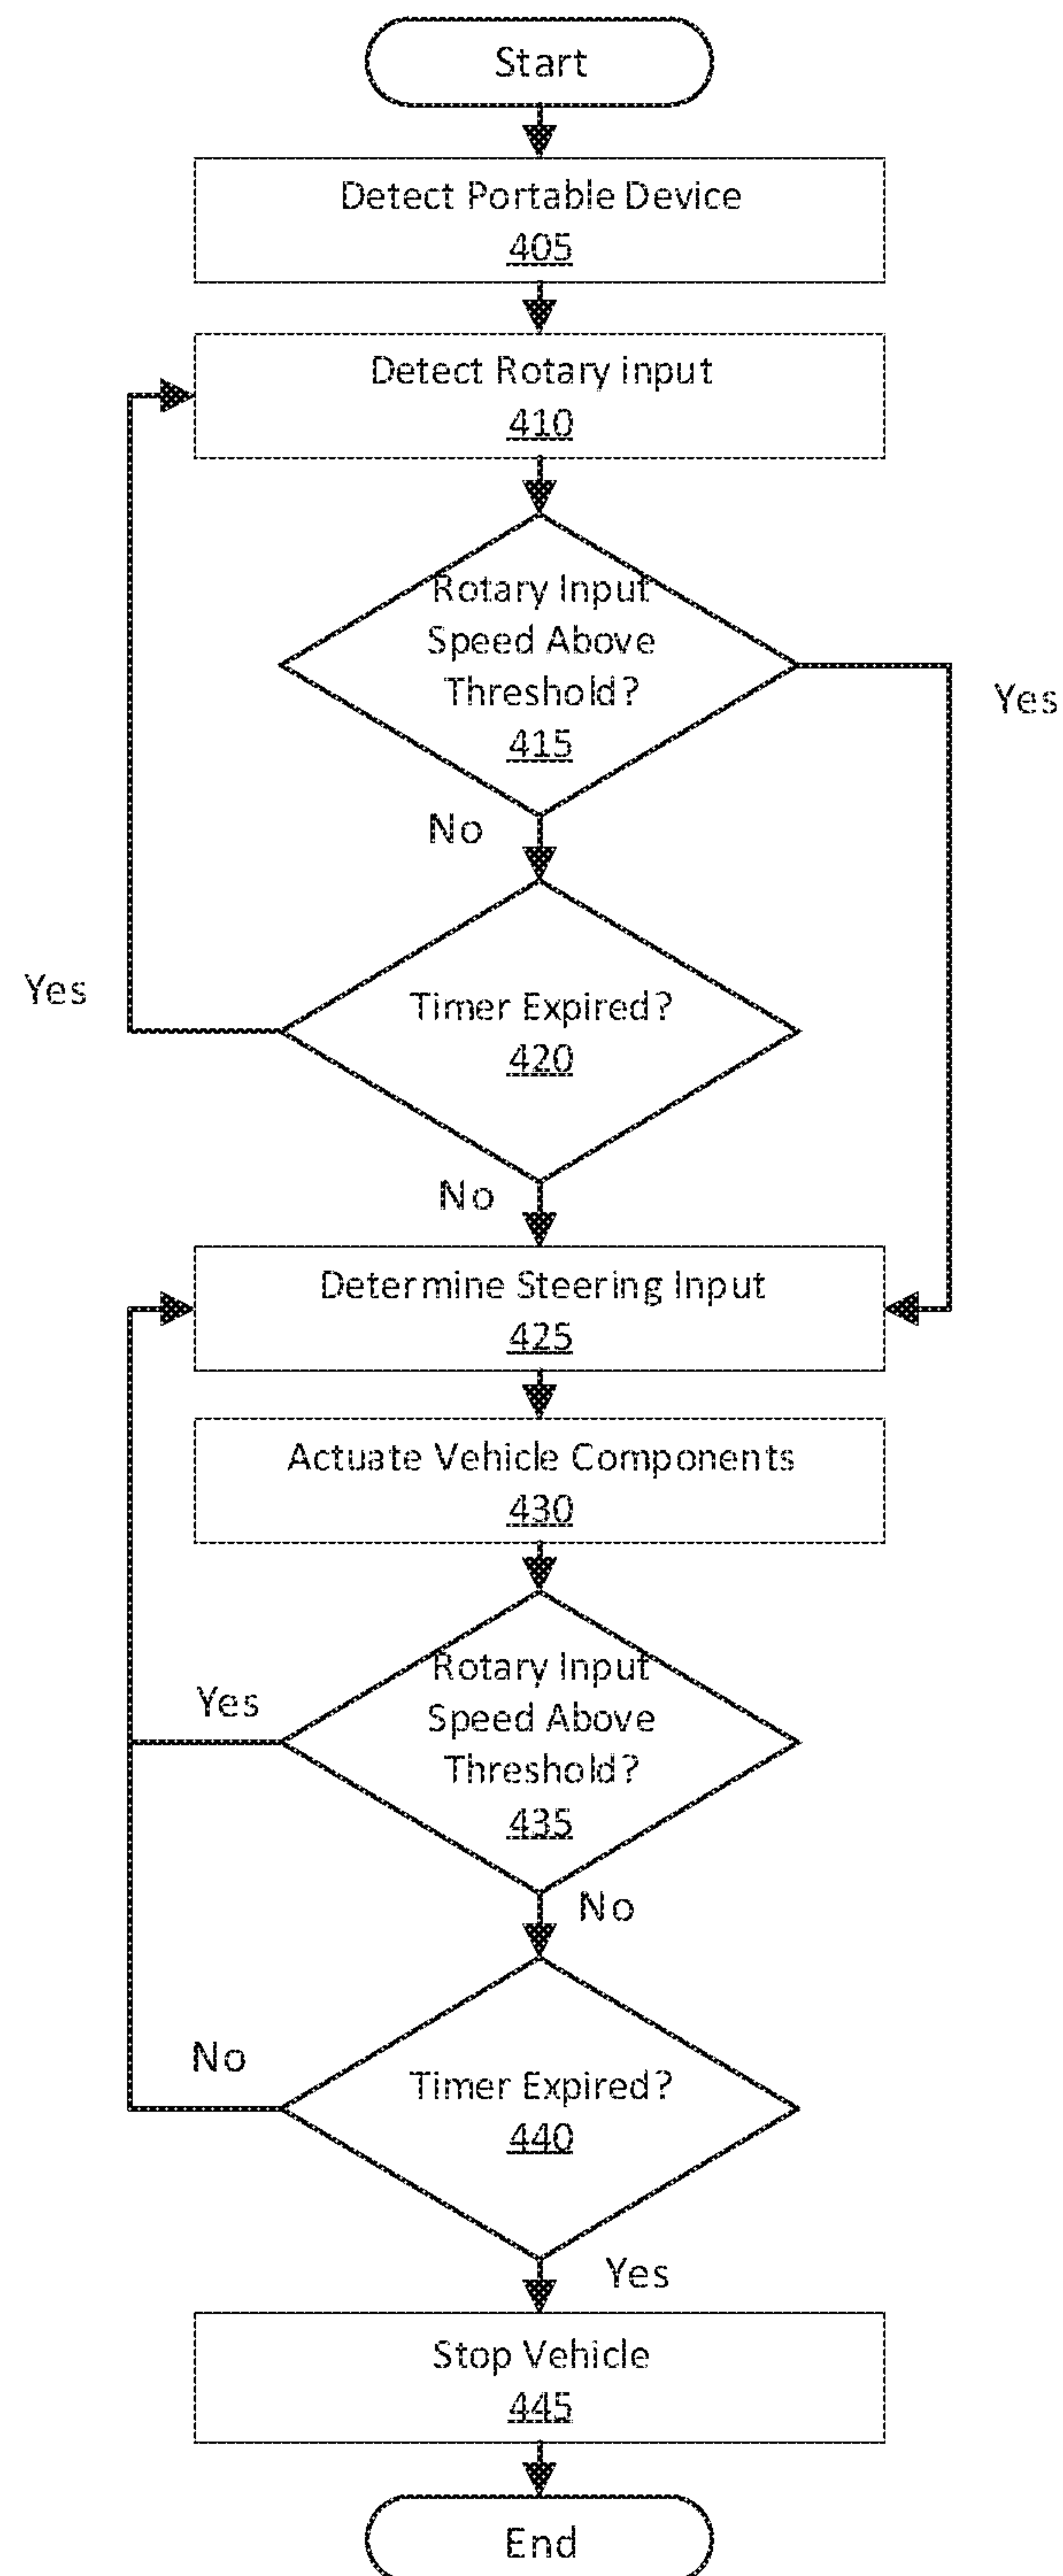 Start
Detect Portable Device
405
Detect Rotary input
410
Rotary Input
Speed Above
Threshold?
415
Yes
No
Yes
Timer Expired?
420
No
Determine Steering Input
425
Actuate Vehicle Components
430
Rotary Input
Speed Above
Threshold?
435
Yes
No
No
Timer Expired?
440
Yes
Stop Vehicle
445
End